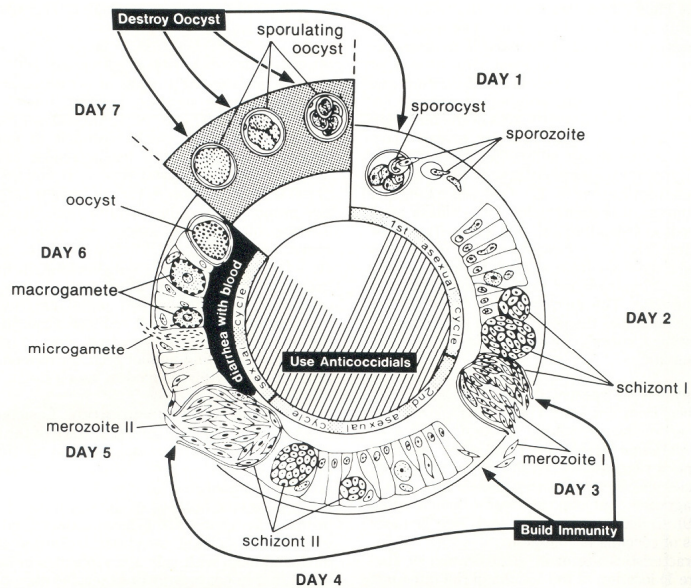 Destroy Oocyst
sporulating
oocyst
DAY 1
DAY 7
sporocyst
sporozoite
oocyst
1st asexual cycle
DAY 6
macrogamete
diarrhea with blood
sexual cycle
DAY 2
microgamete
Use Anticoccidials
schizont I
2nd asexual cycle
merozoite II
DAY 5
merozoite I
DAY 3
schizont II
Build Immunity
DAY 4